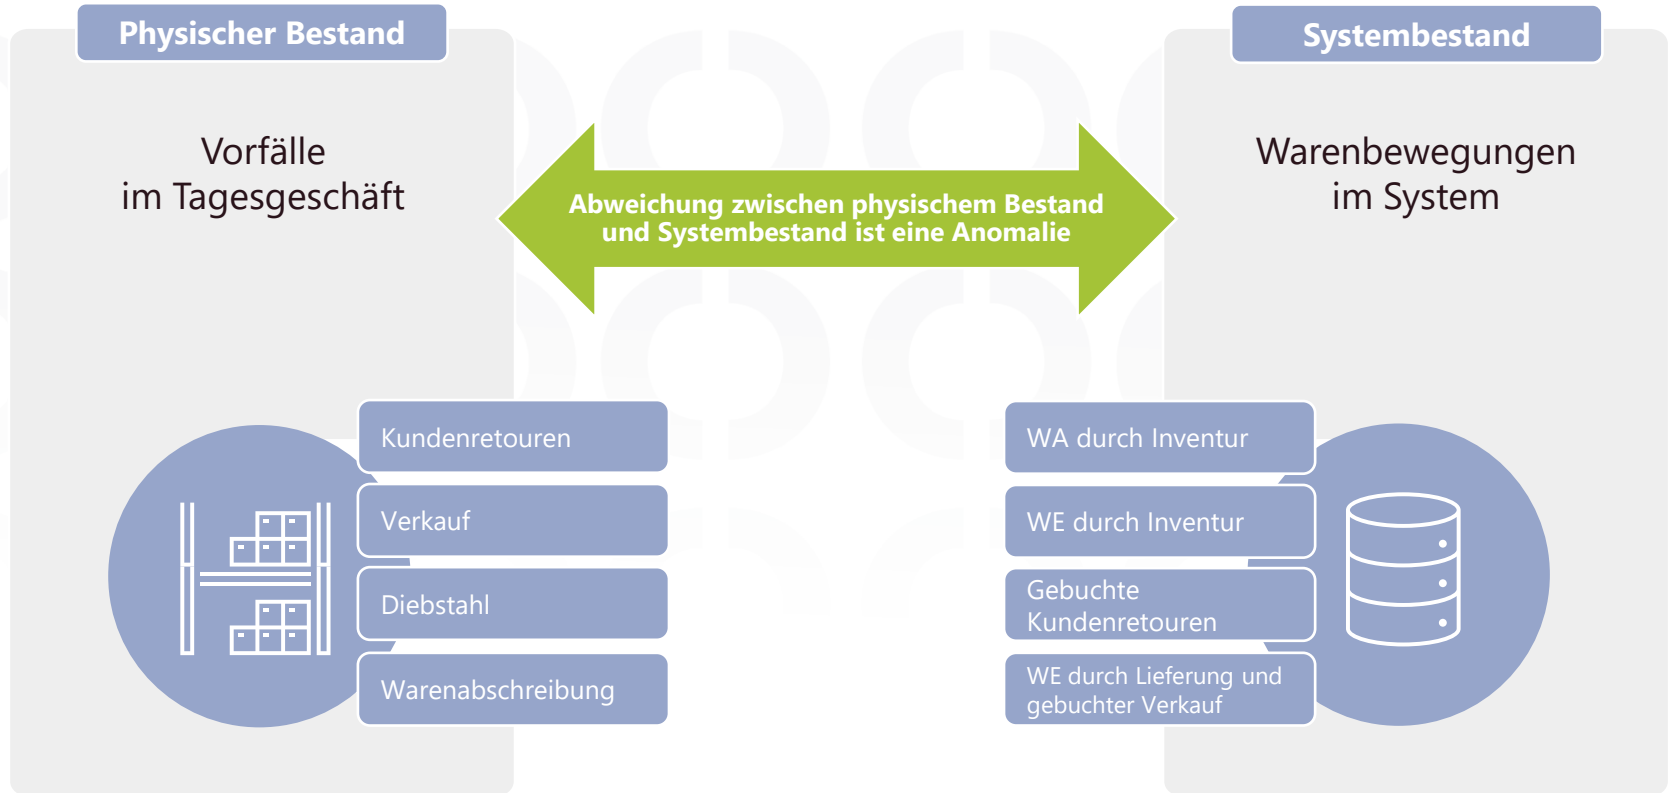 Physischer Bestand
Vorfälle
im Tagesgeschäft
Kundenretouren
Verkauf
Diebstahl
Warenabschreibung
Abweichung zwischen physischem Bestand
und Systembestand ist eine Anomalie
Systembestand
Warenbewegungen
im System
WA durch Inventur
WE durch Inventur
Gebuchte
Kundenretouren
WE durch Lieferung und
gebuchter Verkauf